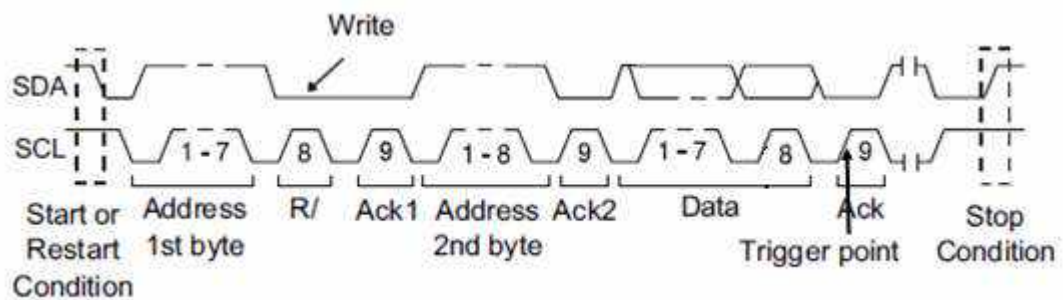 Write
SDA
SCL
1 - 7
8
9
1 - 8
9
1 - 7
8
9
Start or
Restart
Condition
Address
1st byte
R/
Ack1
Address
2nd byte
Ack2
Data
Ack
Trigger point
Stop
Condition